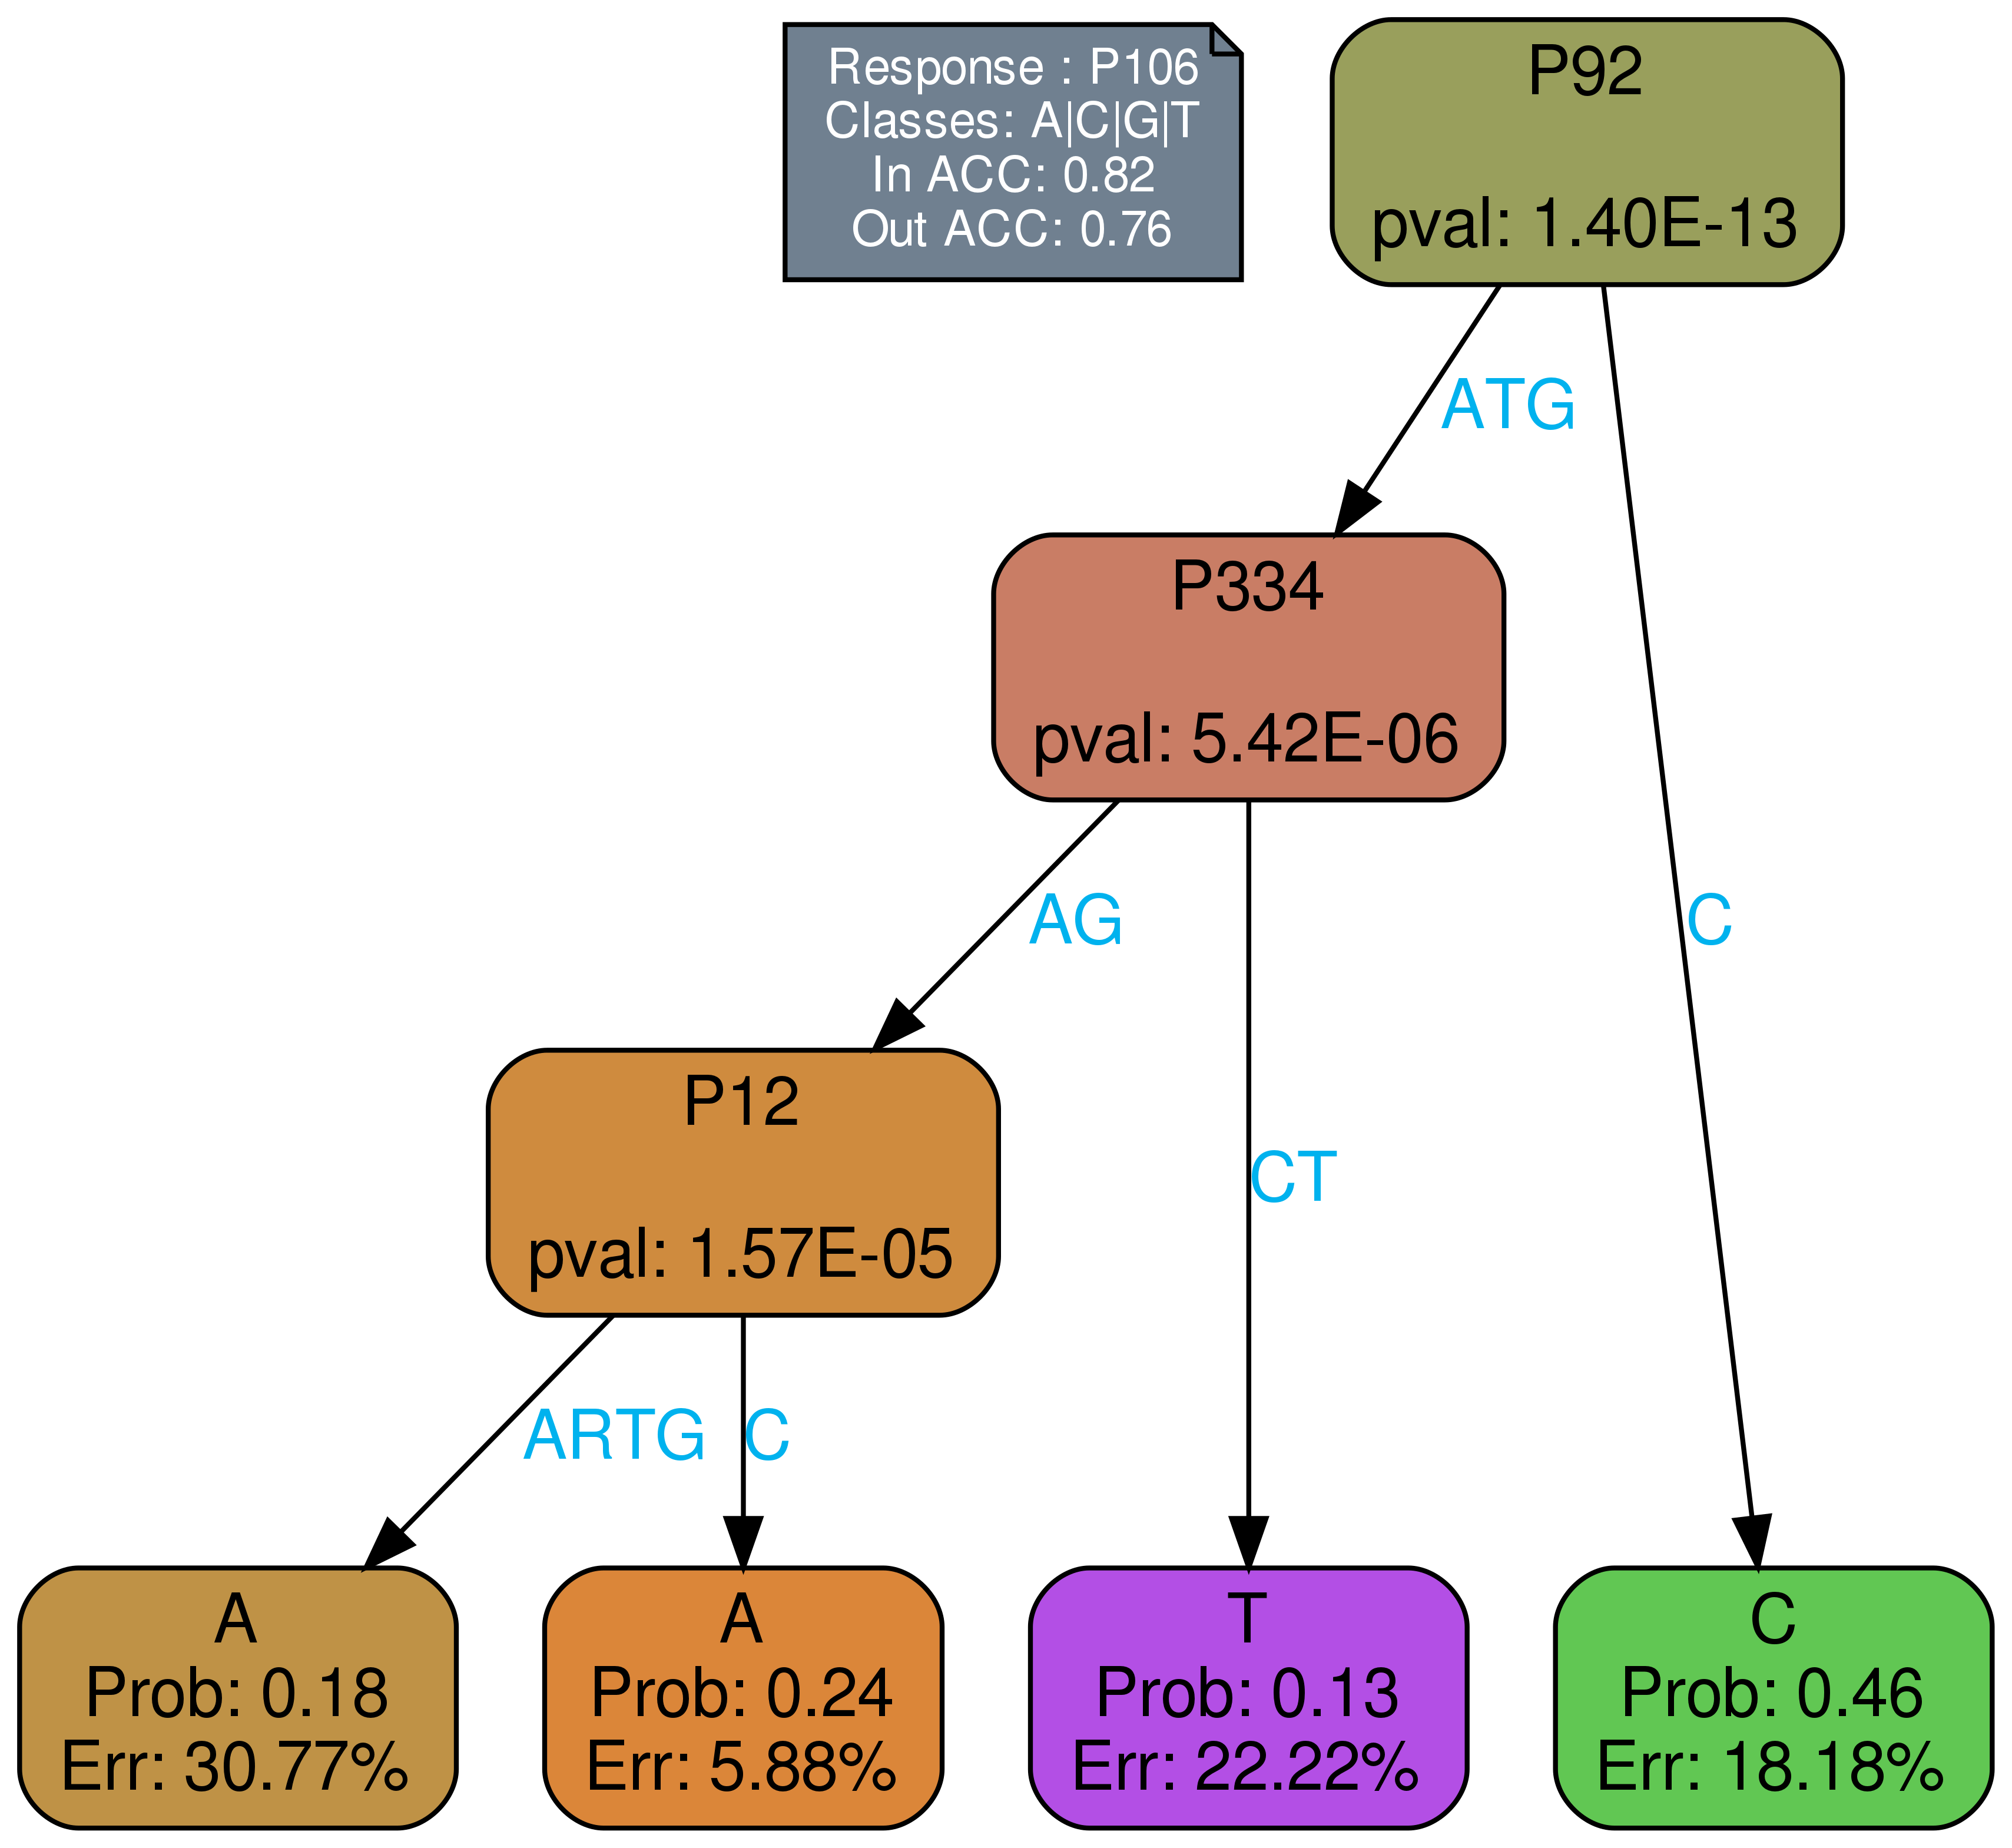 Response : P106
Classes: A|C|G|T
In ACC: 0.82
Out ACC: 0.76
P92
pval: 1.40E-13
ATG
P334
pval: 5.42E-06
AG
C
P12
pval: 1.57E-05
CT
ARTG
C
A
Prob: 0.18
Err: 30.77%
A
Prob: 0.24
Err: 5.88%
T
Prob: 0.13
Err: 22.22%
C
Prob: 0.46
Err: 18.18%